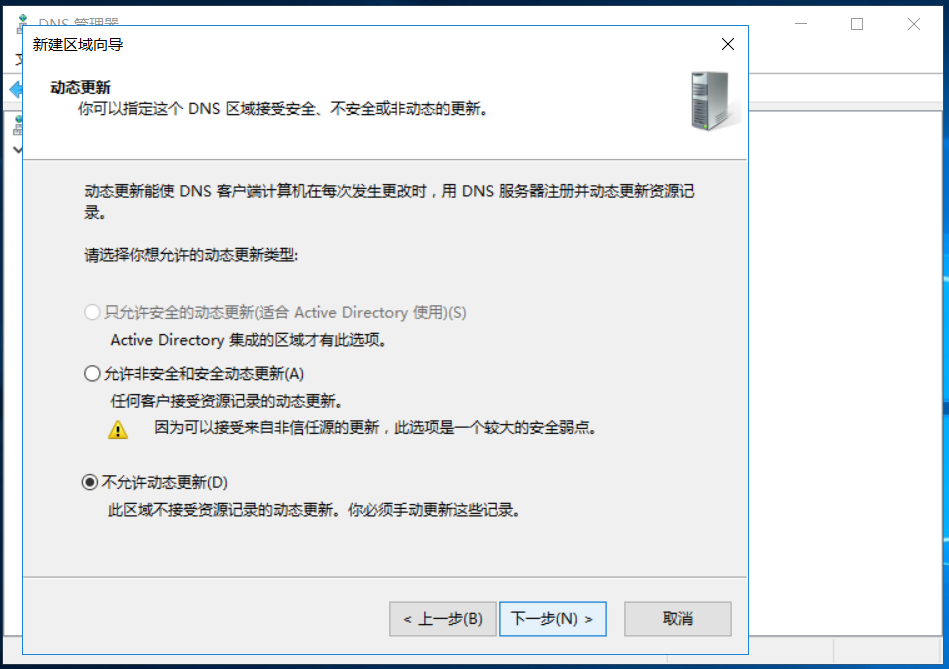 DNS 管理器
新建区域向导
动态更新
你可以指定这个 DNS 区域接受安全、不安全或非动态的更新。
动态更新能使 DNS 客户端计算机在每次发生更改时，用 DNS 服务器注册并动态更新资源记
录。
请选择你想允许的动态更新类型:
只允许安全的动态更新(适合 Active Directory 使用)(S)
Active Directory 集成的区域才有此选项。
允许非安全和安全动态更新(A)
任何客户接受资源记录的动态更新。
因为可以接受来自非信任源的更新，此选项是一个较大的安全弱点。
不允许动态更新(D)
此区域不接受资源记录的动态更新。你必须手动更新这些记录。
< 上一步(B) 下一步(N) > 取消